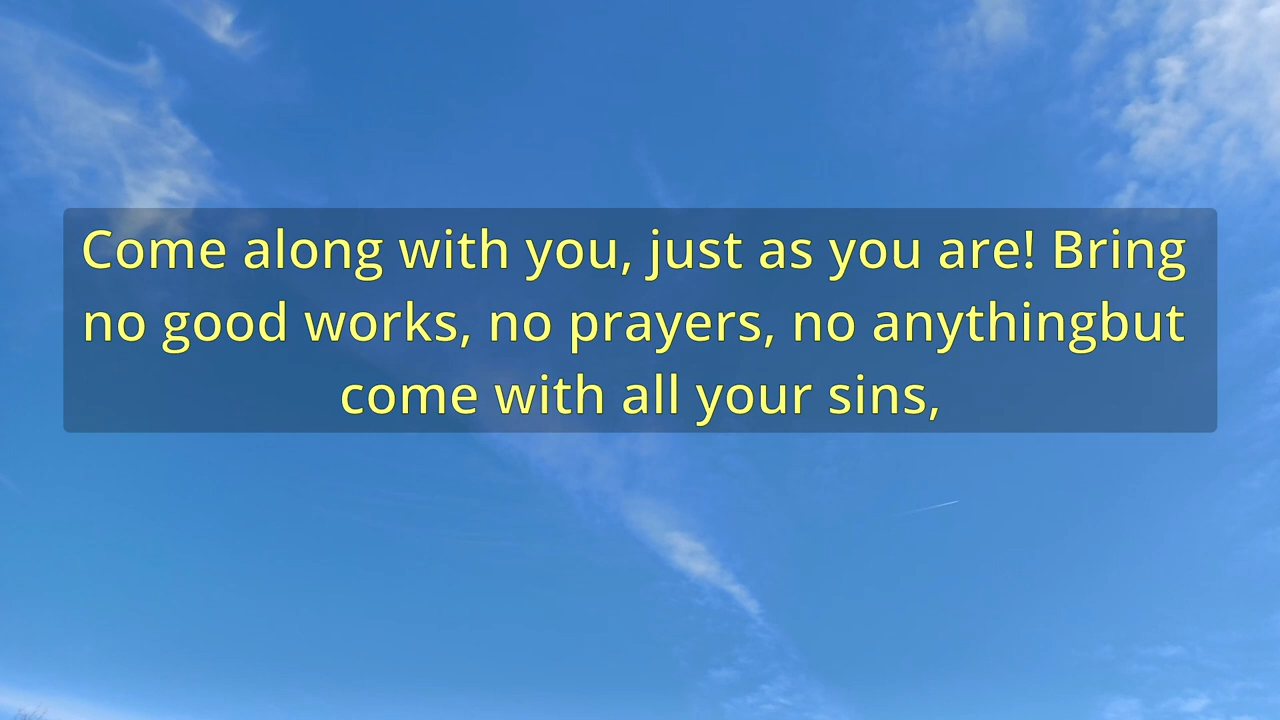 Come along with you, just as you are! Bring
no good works, no prayers, no anythingbut
come with all your sins,